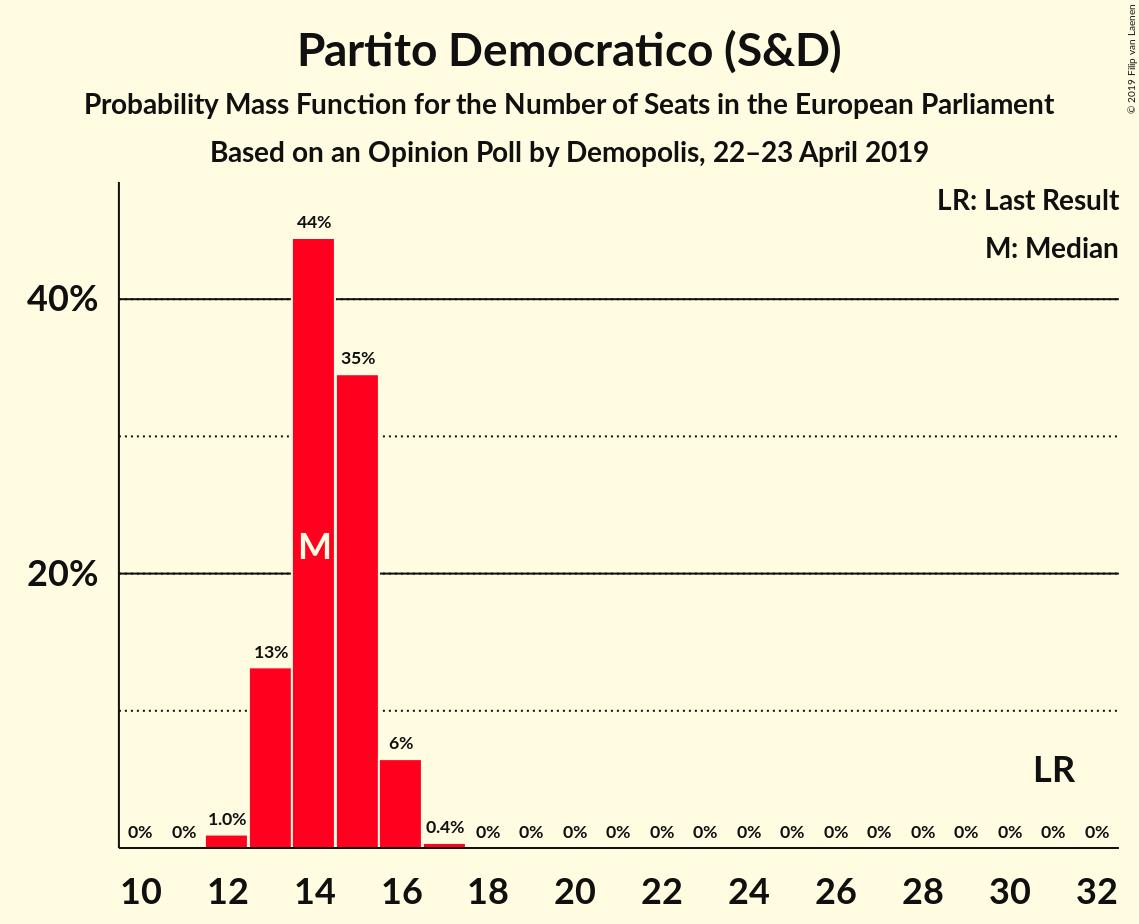 Partito Democratico (S&D)
Probability Mass Function for the Number of Seats in the European Parliament
Based on an Opinion Poll by Demopolis, 22–23 April 2019
© 2019 Filip van Laenen
LR: Last Result
M: Median
40%
20%
0% 0% 1.0% 13% 44% 35% 6% 0.4% 0% 0% 0% 0% 0% 0% 0% 0% 0% 0% 0% 0% 0% 0% 0%
M
LR
10 12 14 16 18 20 22 24 26 28 30 32